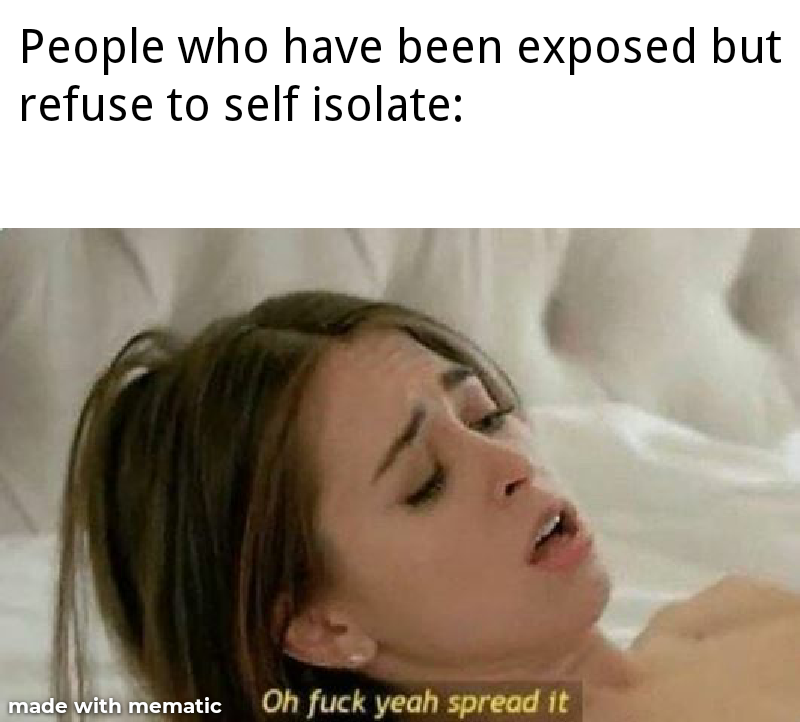 People who have been exposed but
refuse to self isolate:
Oh fuck yeah spread it
made with mematic